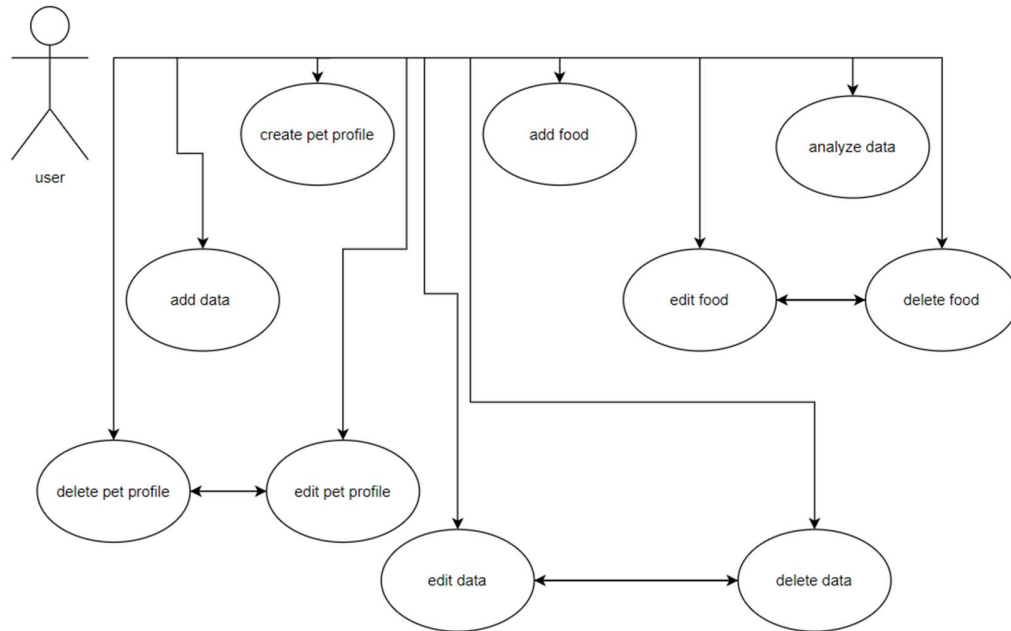 create pet profile
add food
analyze data
user
add data
edit food
delete food
delete pet profile
edit pet profile
edit data
delete data